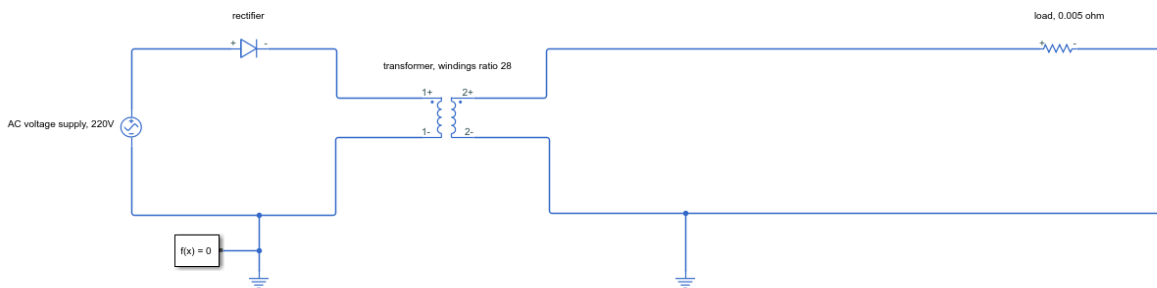 rectifier
load, 0.005 ohm
+ -
+ -
transformer, windings ratio 28
1+ 2+
AC voltage supply, 220V
1- 2-
f(x) = 0